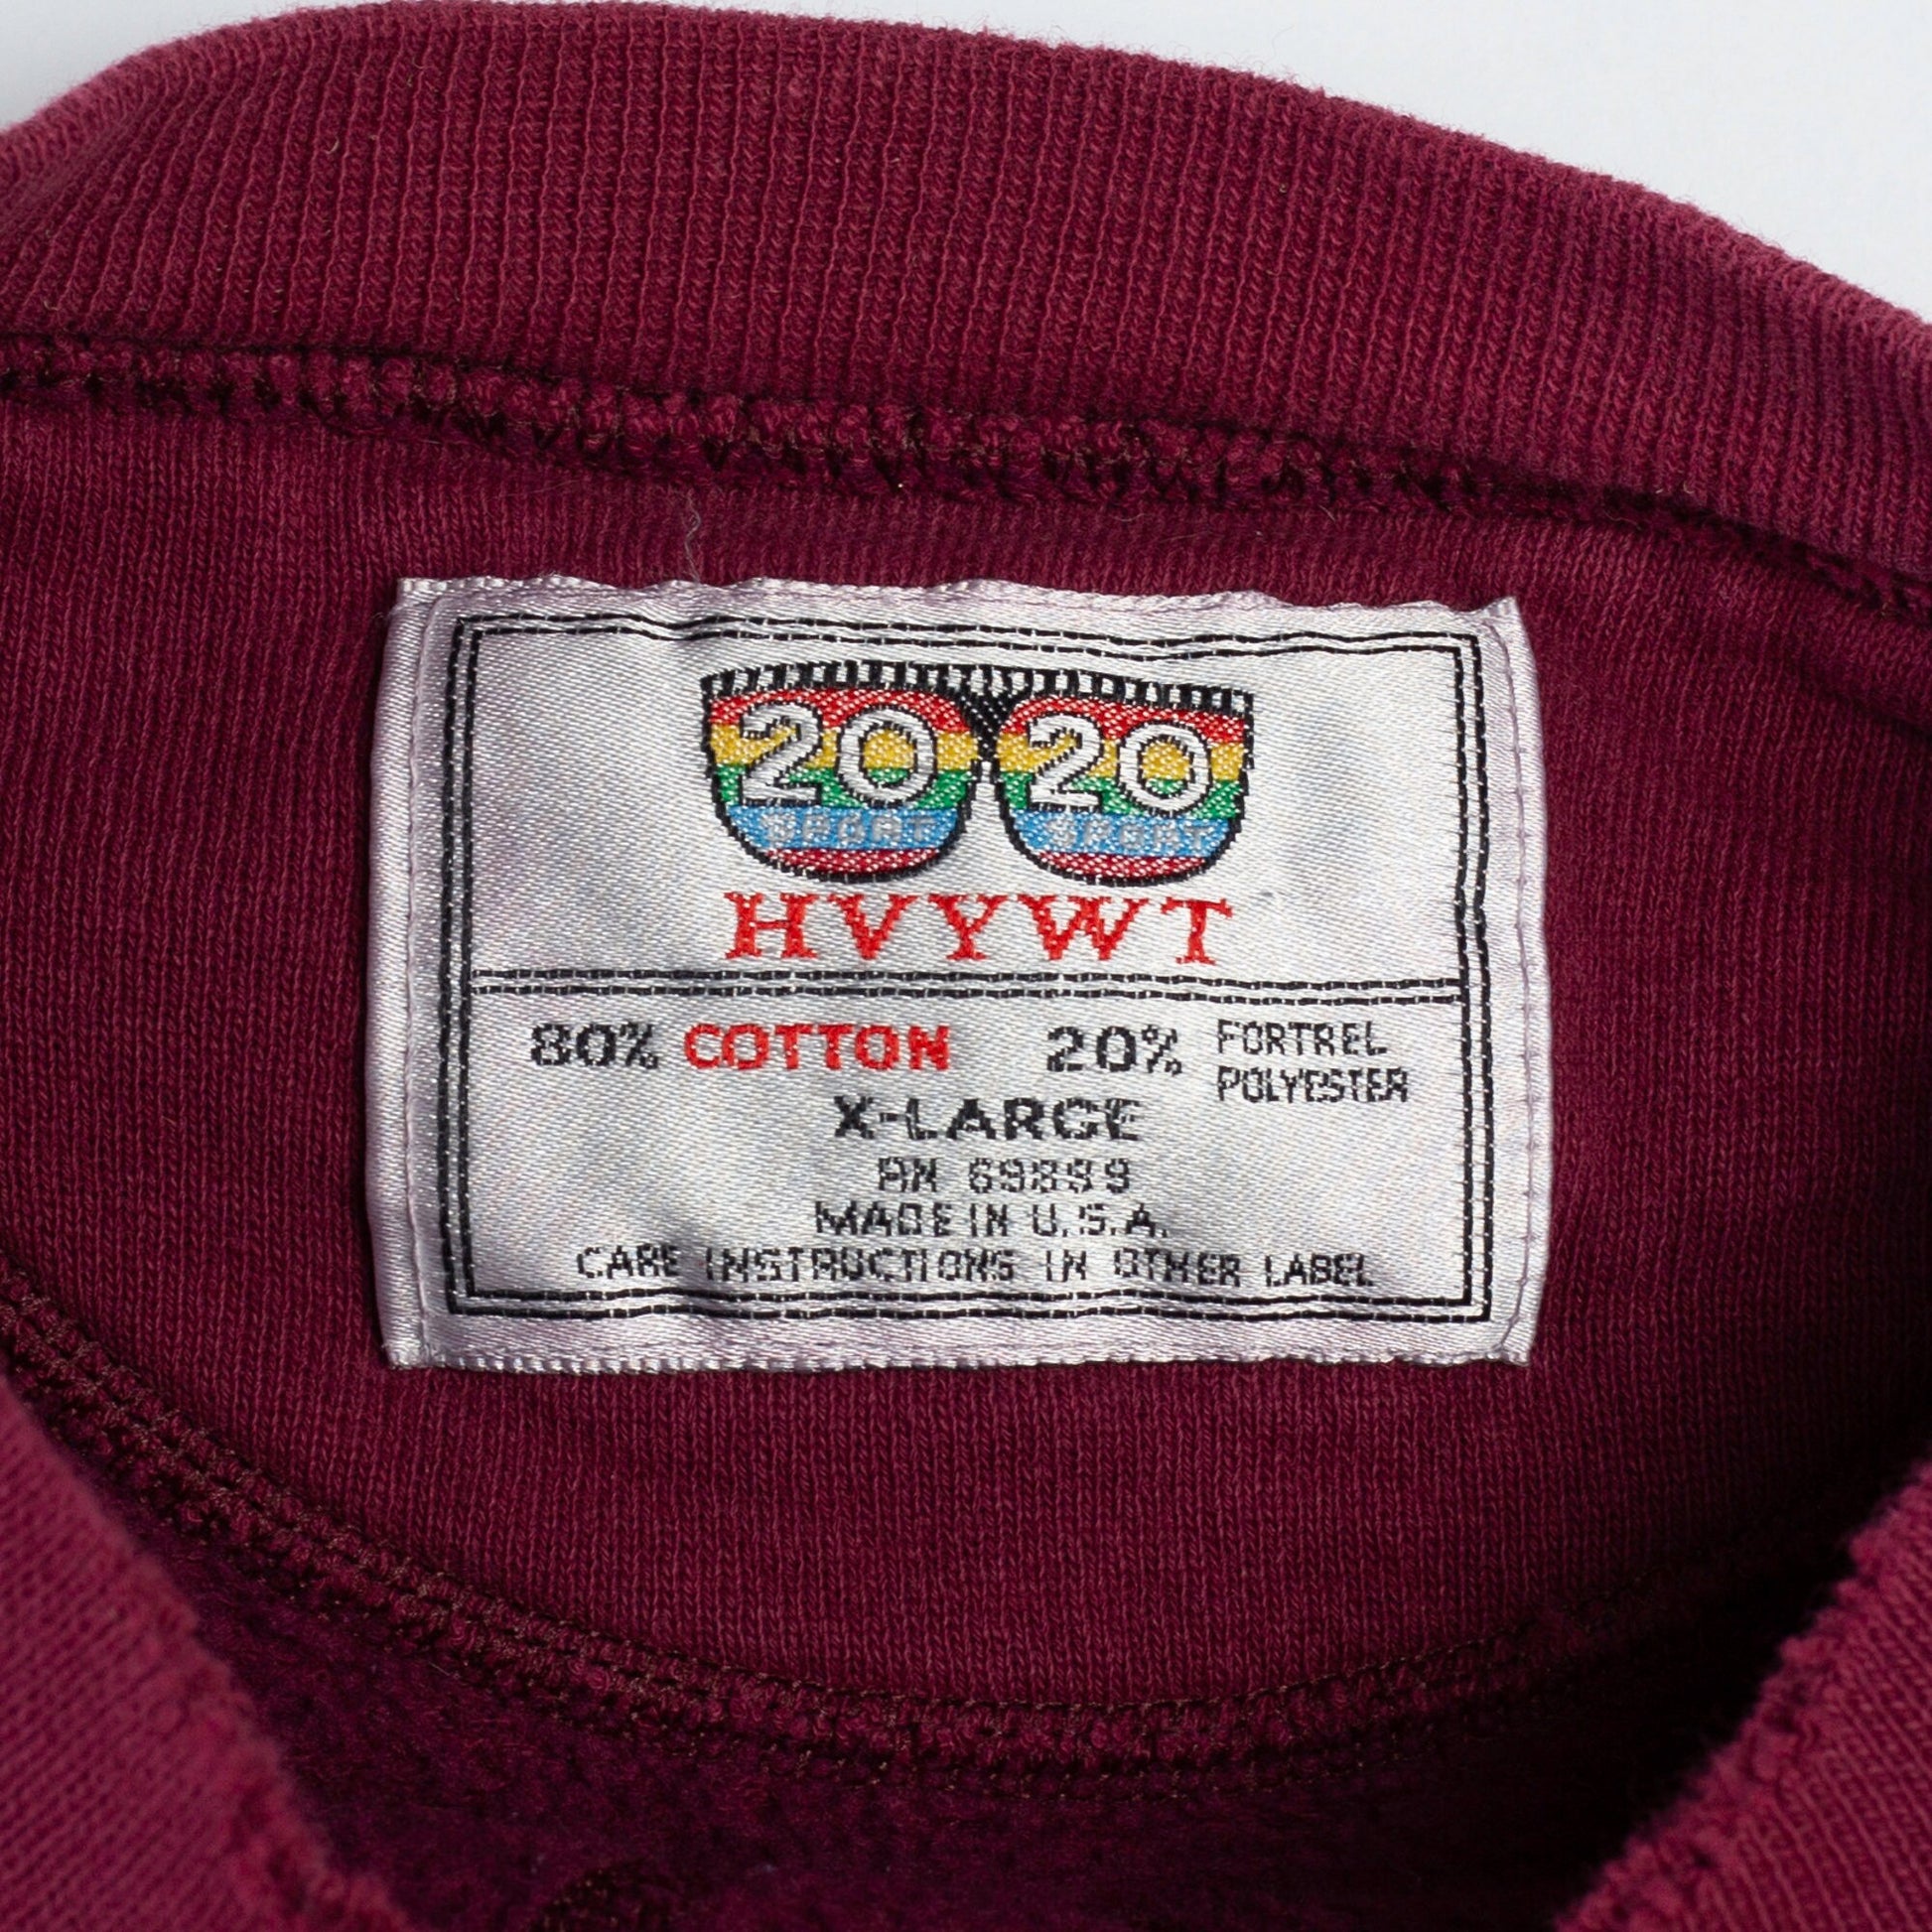 20 20
SPORT SPORT
HVYWT
80% COTTON 20% FORTREL
POLYESTER
X-LARGE
RN 69899
MADE IN U.S.A.
CARE INSTRUCTIONS IN OTHER LABEL